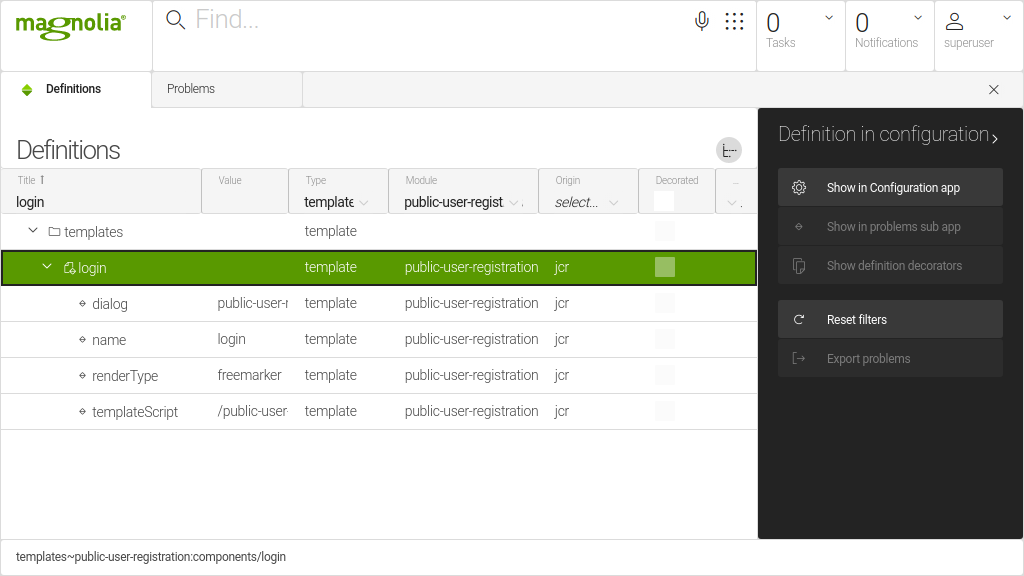 magnolia®
Find...
0
Tasks
0
Notifications
superuser
Definitions
Problems
Definitions
Title
Value
Type
Module
Origin
Decorated
...
login
template
public-user-regist
select...
templates
template
login
template
public-user-registration
jcr
dialog
public-user-r
template
public-user-registration
jcr
name
login
template
public-user-registration
jcr
renderType
freemarker
template
public-user-registration
jcr
templateScript
/public-user-
template
public-user-registration
jcr
Definition in configuration
Show in Configuration app
Show in problems sub app
Show definition decorators
Reset filters
Export problems
templates~public-user-registration:components/login